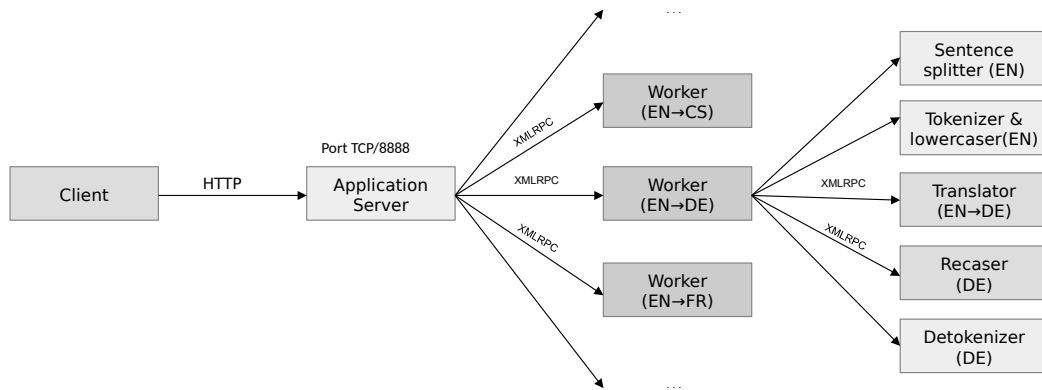 Client
HTTP
Port TCP/8888
Application
Server
XMLRPC
XMLRPC
XMLRPC
...
Worker
(EN→CS)
Worker
(EN→DE)
Worker
(EN→FR)
...
XMLRPC
XMLRPC
Sentence
splitter (EN)
Tokenizer &
lowercaser(EN)
Translator
(EN→DE)
Recaser
(DE)
Detokenizer
(DE)